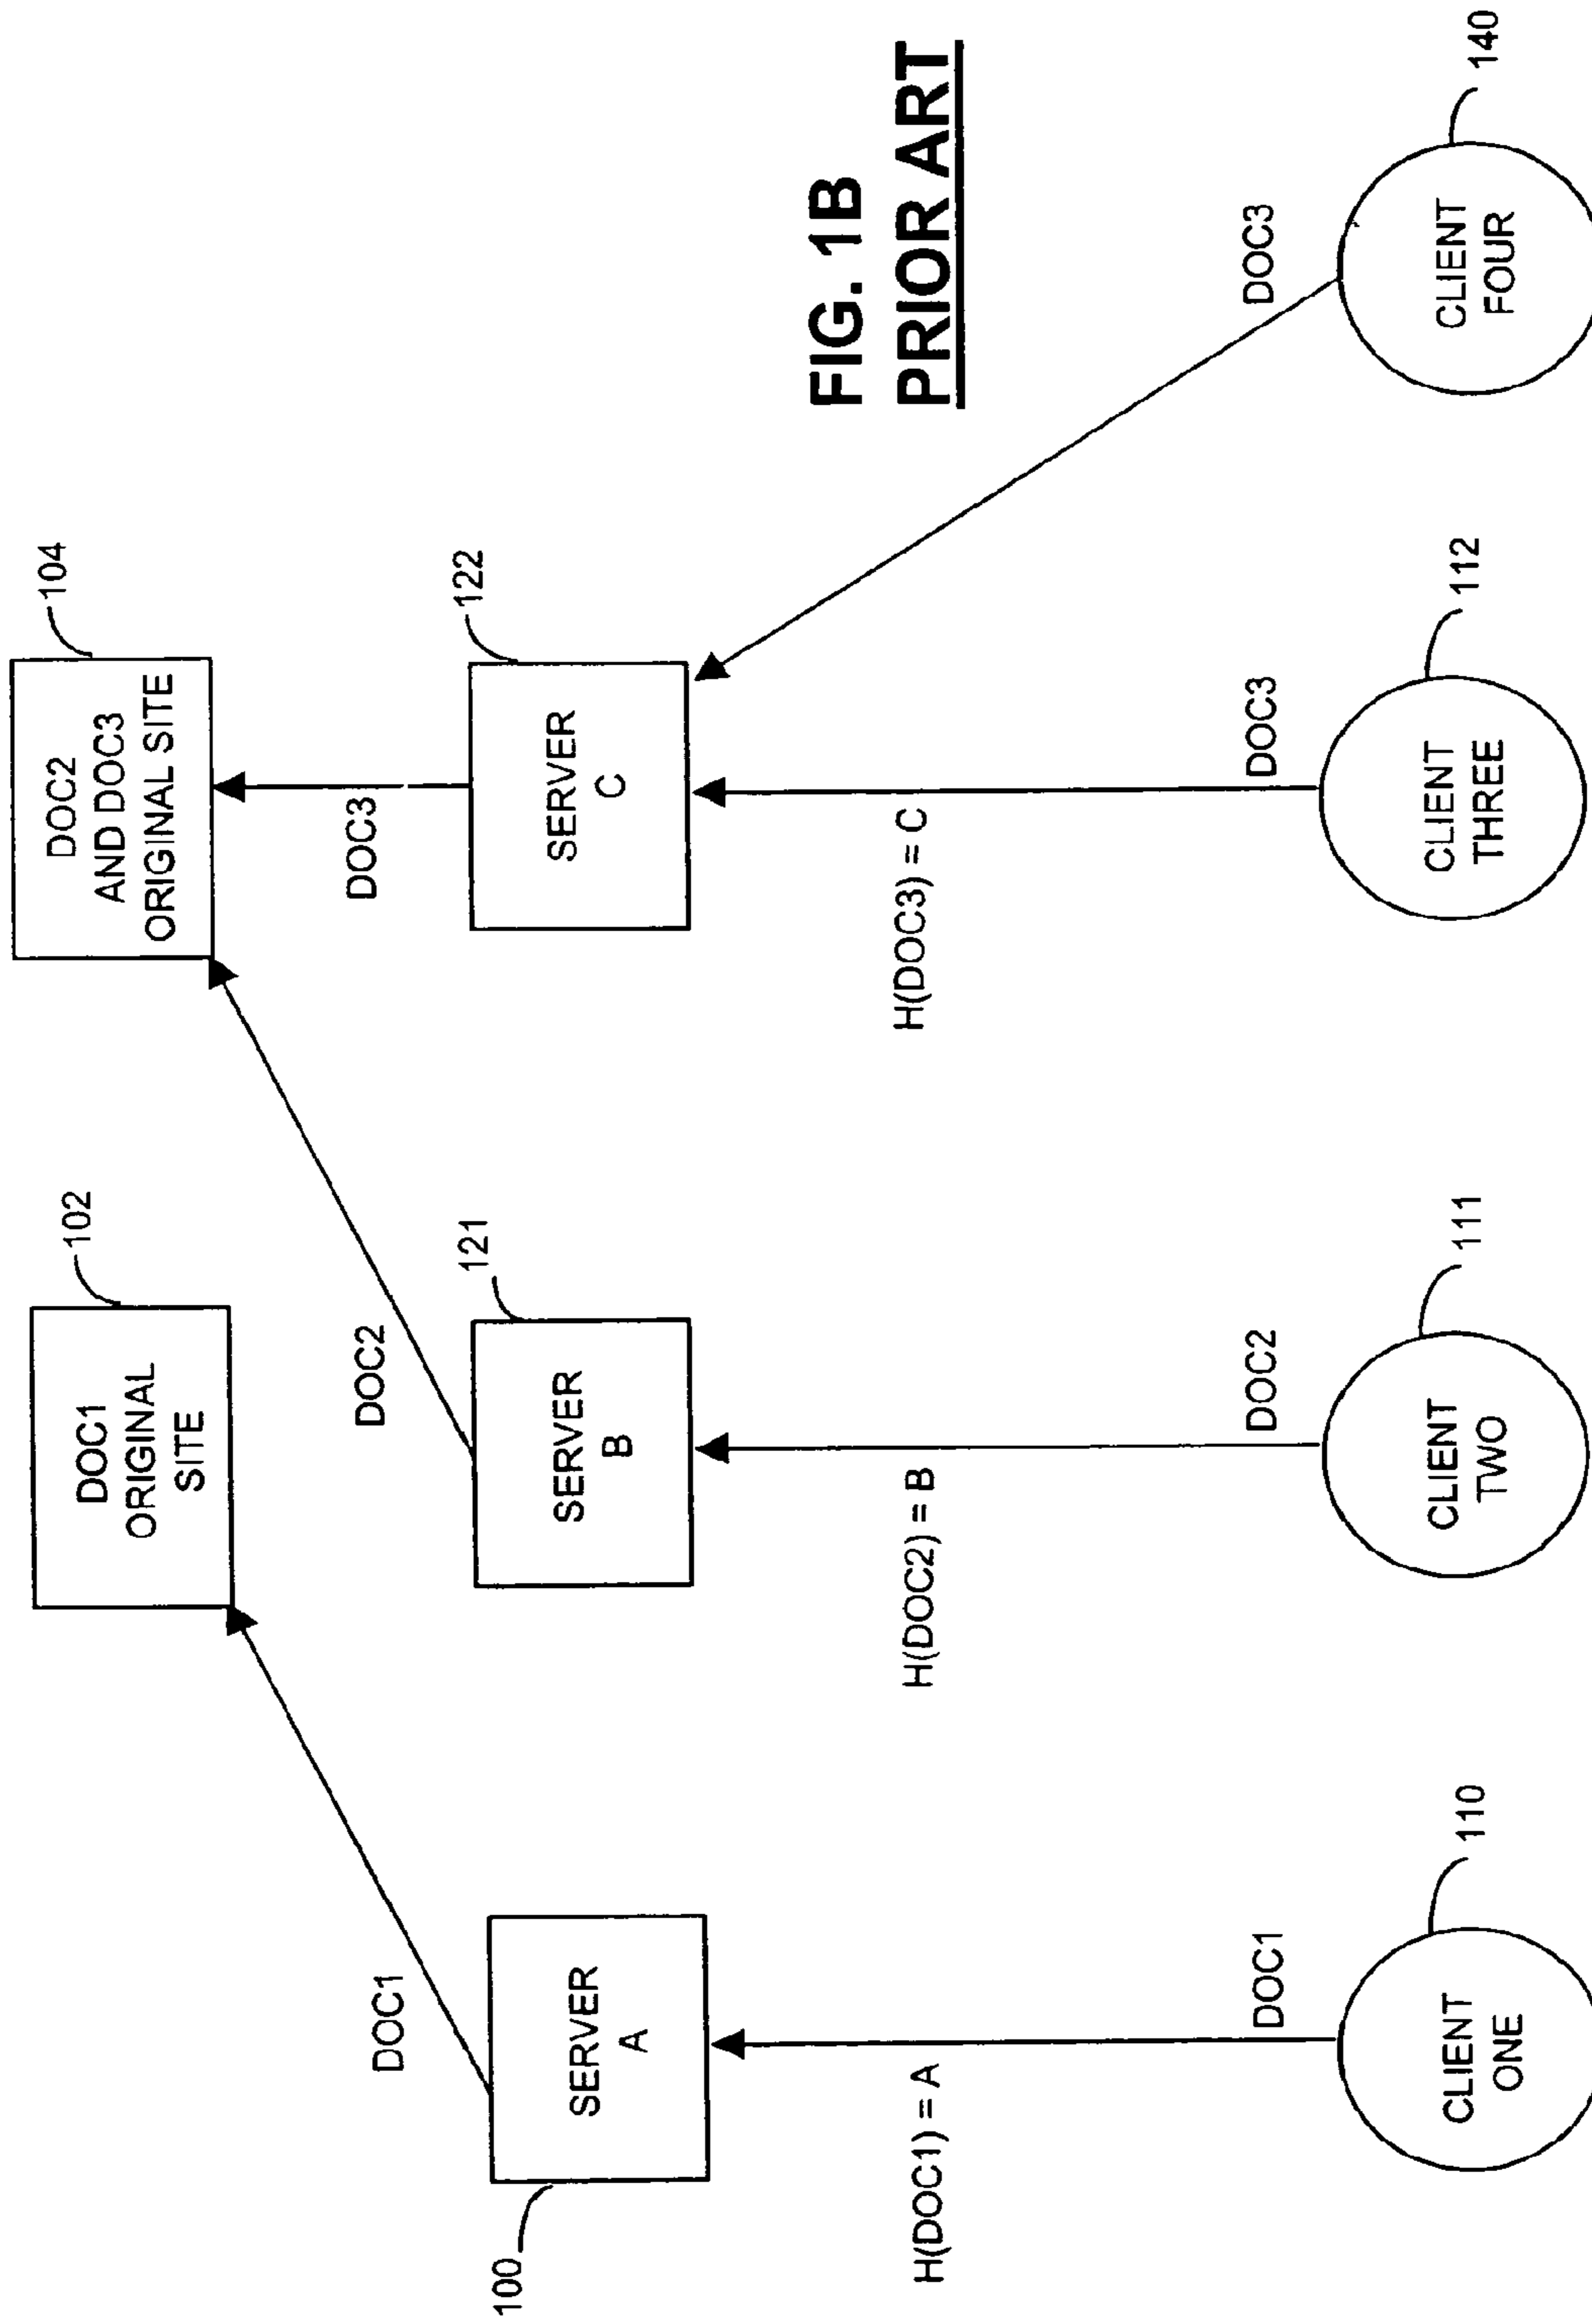 DOC1
ORIGINAL
SITE
102
DOC2
AND DOC3
ORIGINAL SITE
104
DOC1
DOC2
DOC3
100
SERVER
A
SERVER
B
121
SERVER
C
122
FIG. 1B
PRIOR ART
H(DOC1) = A
H(DOC2) = B
H(DOC3) = C
DOC1
DOC2
DOC3
DOC3
CLIENT
ONE
110
CLIENT
TWO
111
CLIENT
THREE
112
CLIENT
FOUR
140